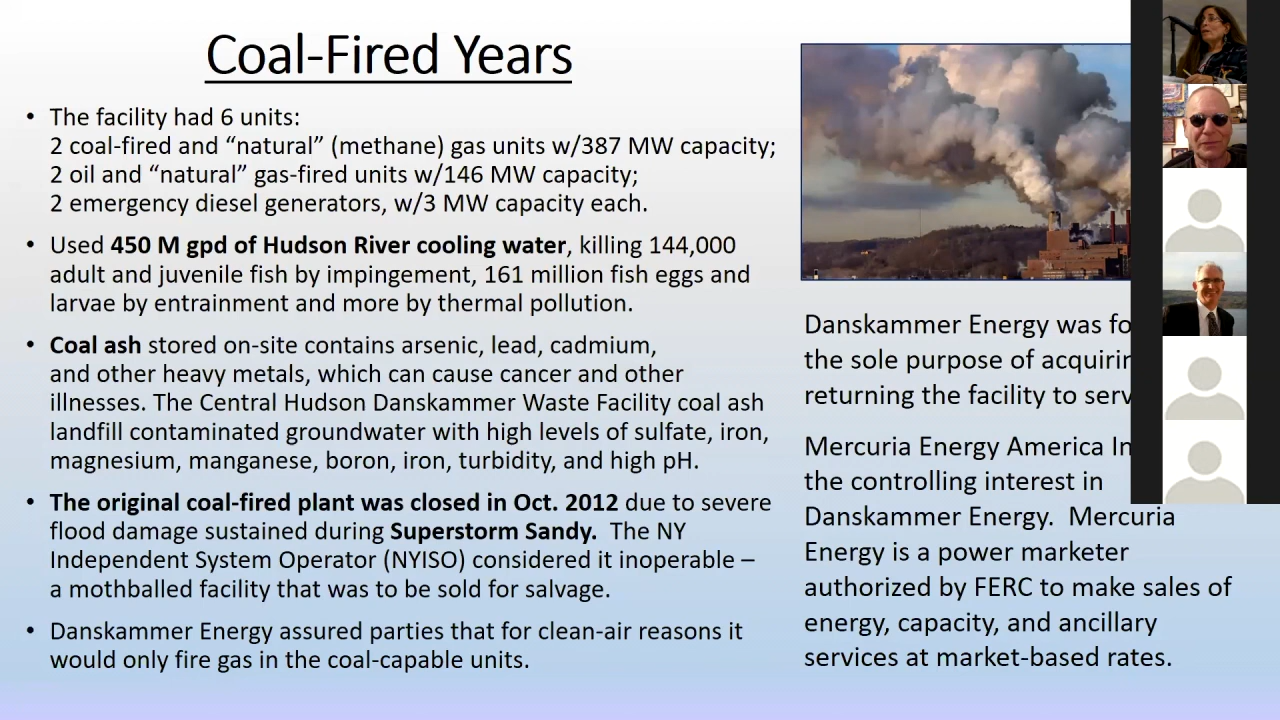 Coal-Fired Years
• The facility had 6 units:
2 coal-fired and “natural” (methane) gas units w/387 MW capacity;
2 oil and “natural” gas-fired units w/146 MW capacity;
2 emergency diesel generators, w/3 MW capacity each.
• Used 450 M gpd of Hudson River cooling water, killing 144,000
adult and juvenile fish by impingement, 161 million fish eggs and
larvae by entrainment and more by thermal pollution.
• Coal ash stored on-site contains arsenic, lead, cadmium,
and other heavy metals, which can cause cancer and other
illnesses. The Central Hudson Danskammer Waste Facility coal ash
landfill contaminated groundwater with high levels of sulfate, iron,
magnesium, manganese, boron, iron, turbidity, and high pH.
• The original coal-fired plant was closed in Oct. 2012 due to severe
flood damage sustained during Superstorm Sandy. The NY
Independent System Operator (NYISO) considered it inoperable –
a mothballed facility that was to be sold for salvage.
• Danskammer Energy assured parties that for clean-air reasons it
would only fire gas in the coal-capable units.
Danskammer Energy was
the sole purpose of
returning the facility to
Mercuria Energy America
the controlling interest in
Danskammer Energy. Mercuria
Energy is a power marketer
authorized by FERC to make sales of
energy, capacity, and ancillary
services at market-based rates.